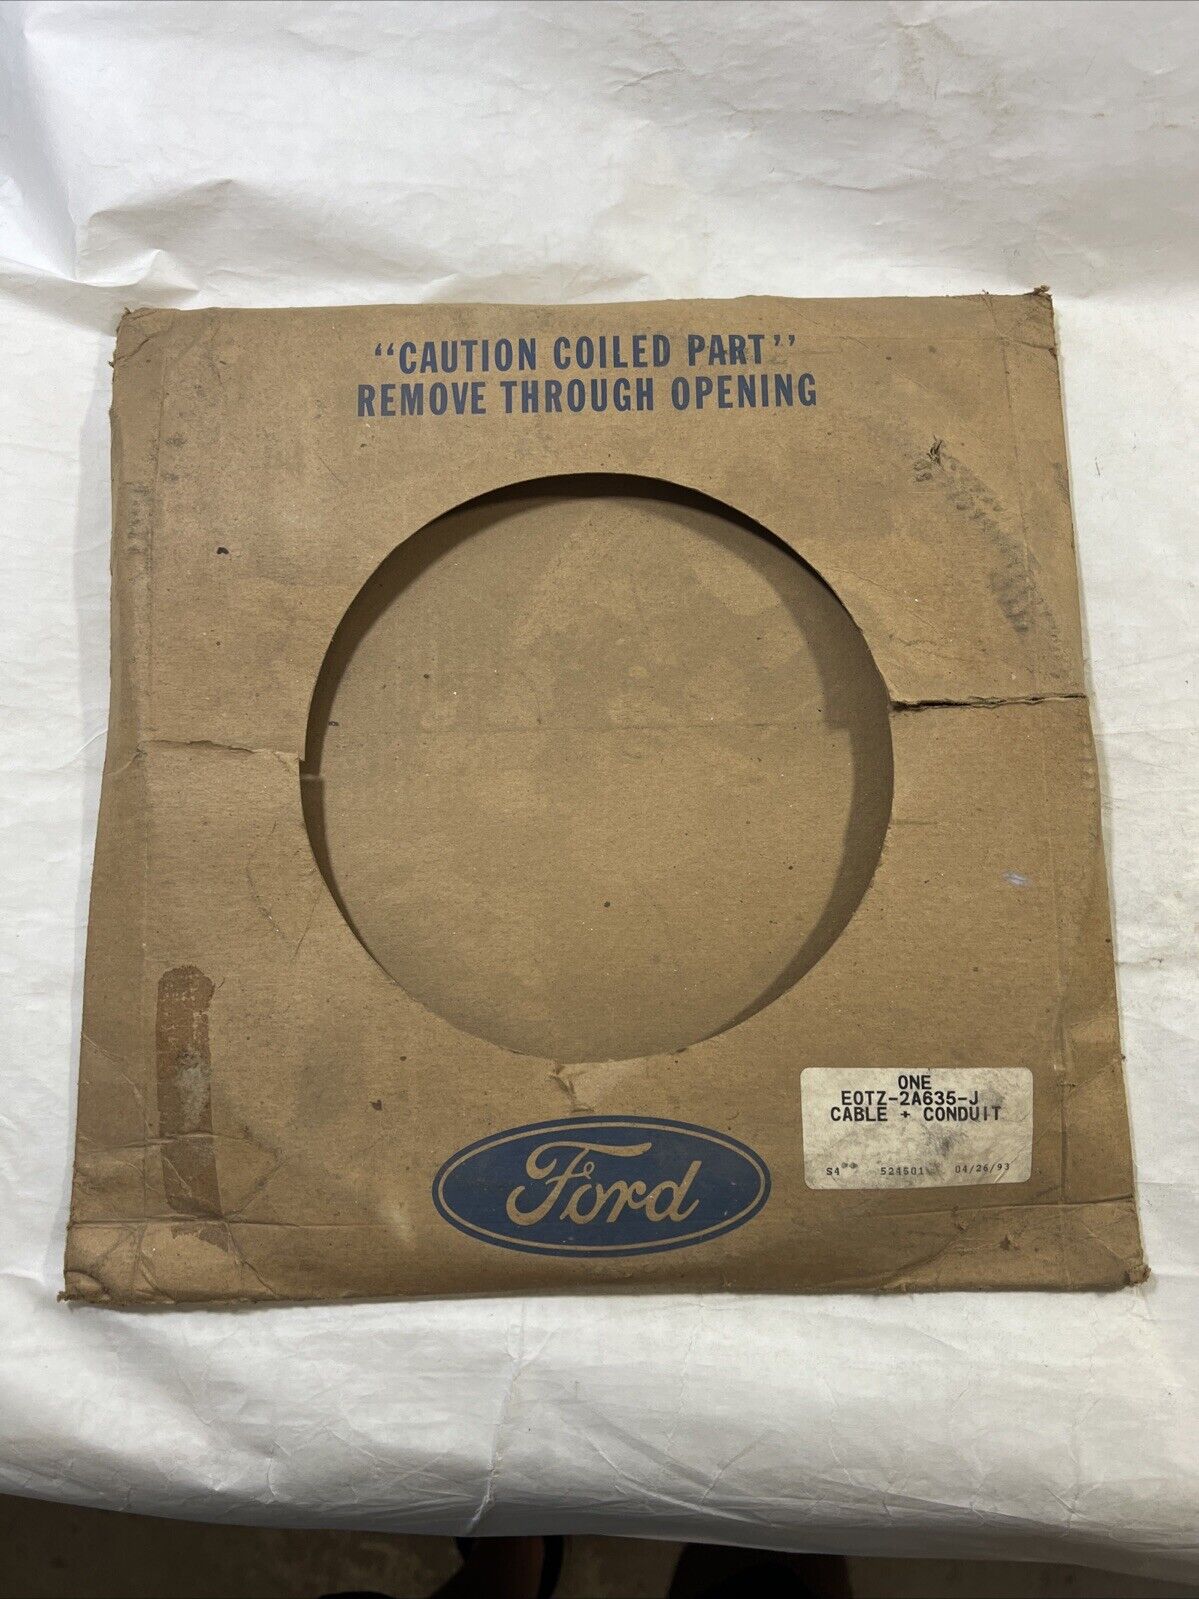 “CAUTION COILED PART”
REMOVE THROUGH OPENING
Ford
ONE
E0TZ-2A635-J
CABLE + CONDUIT
S4** 524501 04/26/93